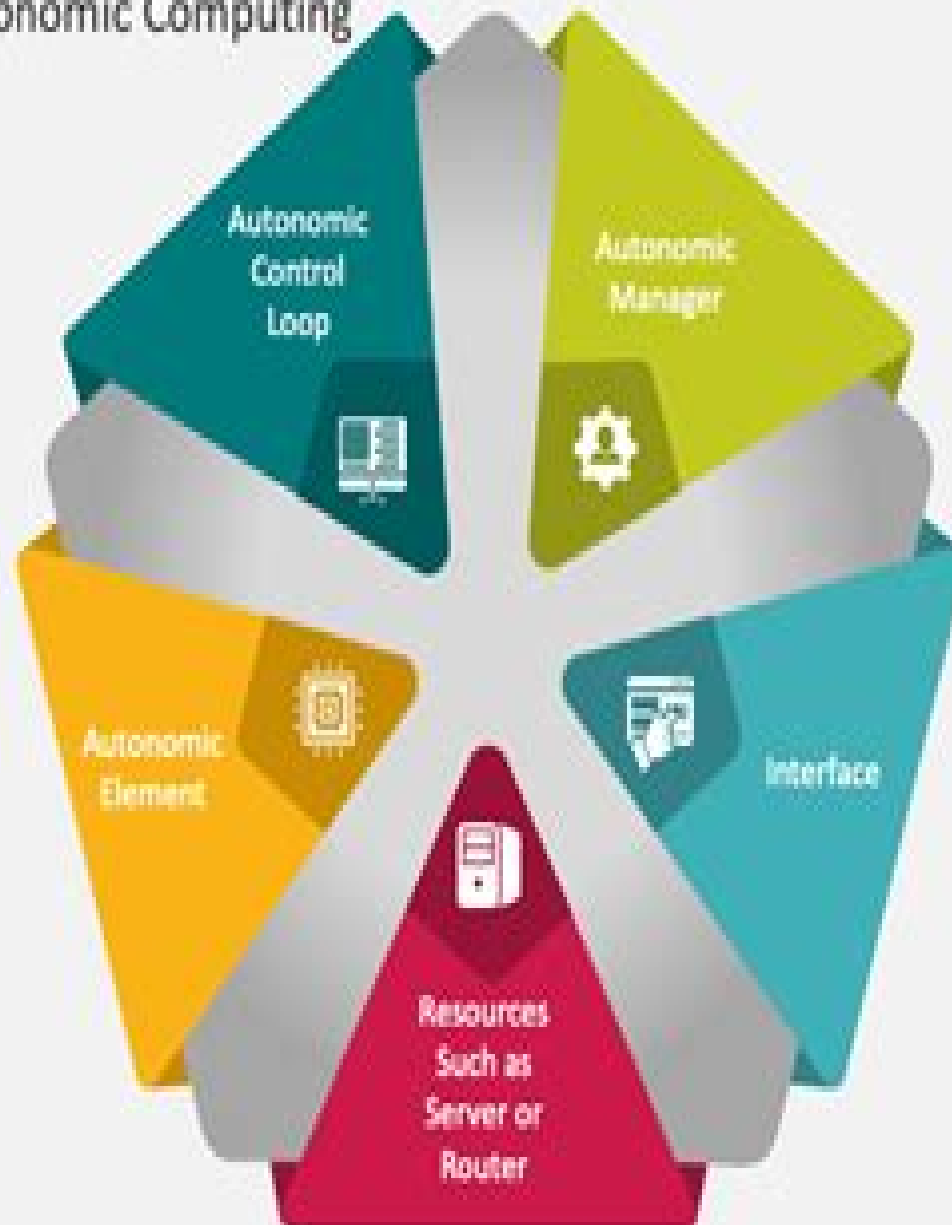 onomic Computing
Autonomic
Control
Loop
Autonomic
Manager
Autonomic
Element
Interface
Resources
Such as
Server or
Router